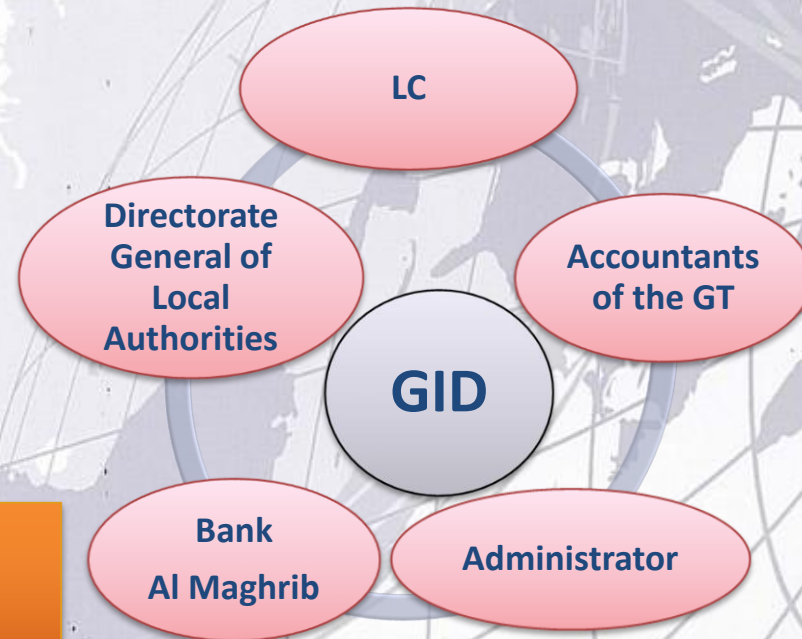 LC
Directorate
General of
Local
Authorities
Accountants
of the GT
GID
Bank
Al Maghrib
Administrator